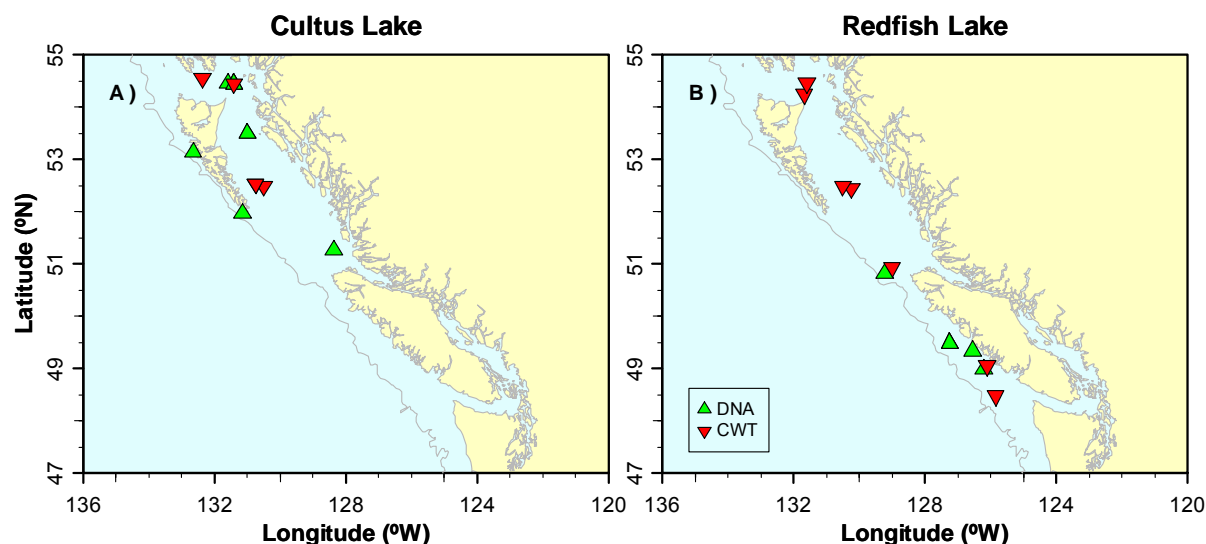 Cultus Lake
Redfish Lake
A )
B )
55
53
51
49
47
Latitude (ºN)
136
132
128
124
120
Longitude (ºW)
55
53
51
49
47
DNA
CWT
136
132
128
124
120
Longitude (ºW)